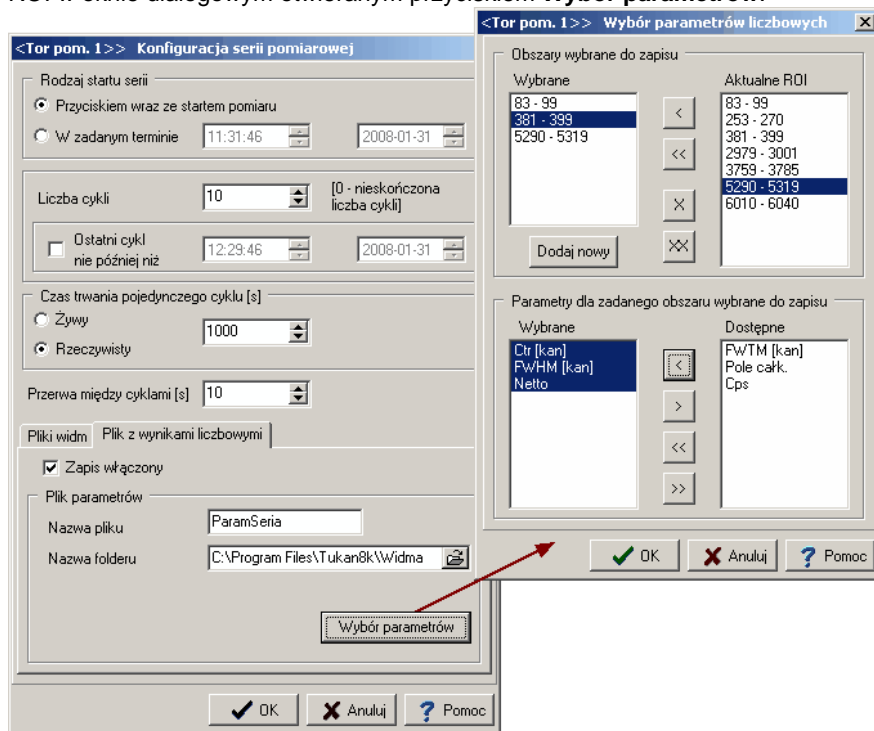 <Tor pom. 1>> Konfiguracja serii pomiarowej
Rodzaj startu serii
Przyciskiem wraz ze startem pomiaru
W zadanym terminie 11:31:46 2008-01-31
Liczba cykli 10 [0 - nieskończona liczba cykli]
Ostatni cykl
nie później niż 12:29:46 2008-01-31
Czas trwania pojedynczego cyklu [s]
Żywy
1000
Rzeczywisty
Przerwa między cyklami [s] 10
Pliki widm Plik z wynikami liczbowymi
Zapis włączony
Plik parametrów
Nazwa pliku ParamSeria
Nazwa folderu C:\Program Files\Tukan8k\Widma
Wybór parametrów
OK Anuluj Pomoc
<Tor pom. 1>> Wybór parametrów liczbowych
Obszary wybrane do zapisu
Wybrane Aktualne ROI
83 - 99
381 - 399
5290 - 5319
<
<<
X
XX
83 - 99
253 - 270
381 - 399
2979 - 3001
3759 - 3785
5290 - 5319
6010 - 6040
Dodaj nowy
Parametry dla zadanego obszaru wybrane do zapisu
Wybrane Dostępne
Ctr [kan]
FWHM [kan]
Netto
<
>
<<
>>
FWTM [kan]
Pole całk.
Cps
OK Anuluj Pomoc